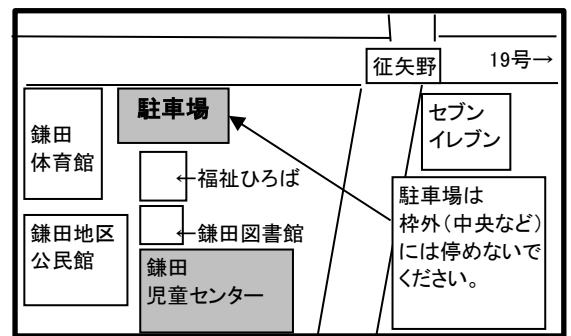 征矢野
19号→
駐車場
セブン
イレブン
鎌田
体育館
←福祉ひろば
駐車場は
枠外（中央など）
には停めないで
ください。
鎌田地区
公民館
←鎌田図書館
鎌田
児童センター